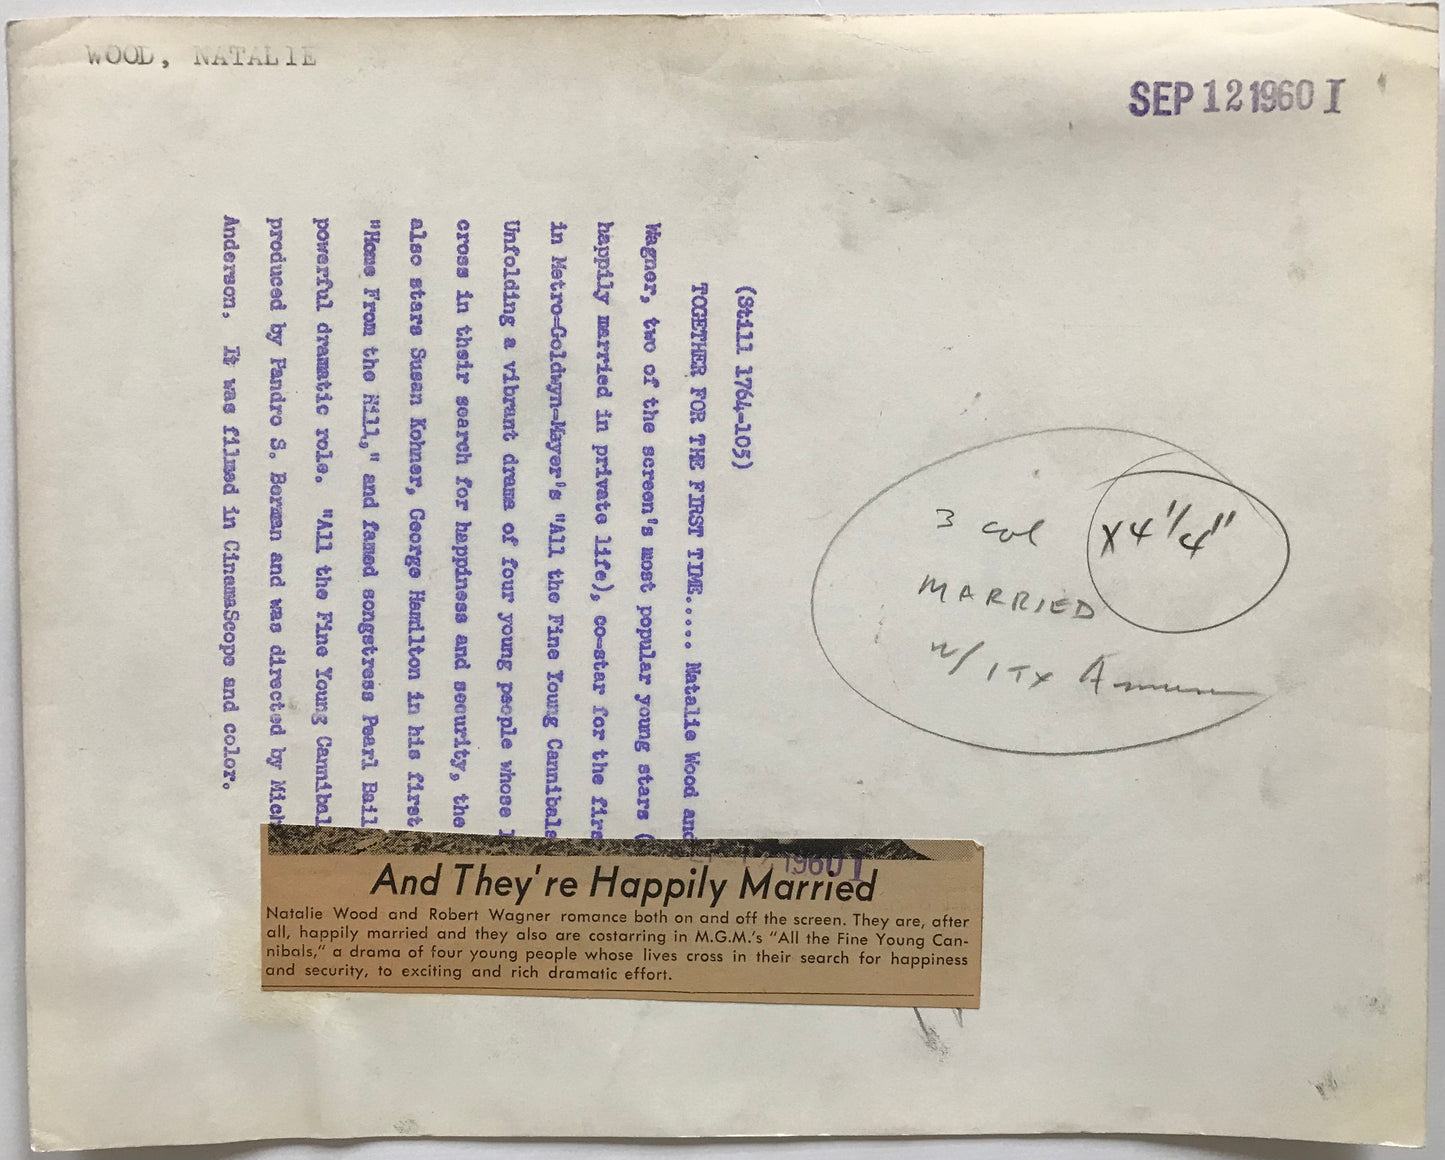 WOOD, NATALIE
SEP 12 1960 I
(Still 1764-105)
TOGETHER FOR THE FIRST TIME..... Natalie Wood and
Wagner, two of the screen's most popular young stars (
happily married in private life), co-star for the firs
in Metro-Goldwyn-Mayer's "All the Fine Young Cannibals
Unfolding a vibrant drama of four young people whose l
cross in their search for happiness and security, the
also stars Susan Kohner, George Hamilton in his first
"Home From the Hill," and famed songstress Pearl Bail
powerful dramatic role. "All the Fine Young Cannibal
produced by Pandro S. Berman and was directed by Mich
Anderson. It was filmed in CinemaScope and color.
3 col x4 1/4"
MARRIED
w/ 1TX
SEP 12 1960 I
And They're Happily Married
Natalie Wood and Robert Wagner romance both on and off the screen. They are, after
all, happily married and they also are costarring in M.G.M.'s "All the Fine Young Can-
nibals," a drama of four young people whose lives cross in their search for happiness
and security, to exciting and rich dramatic effort.